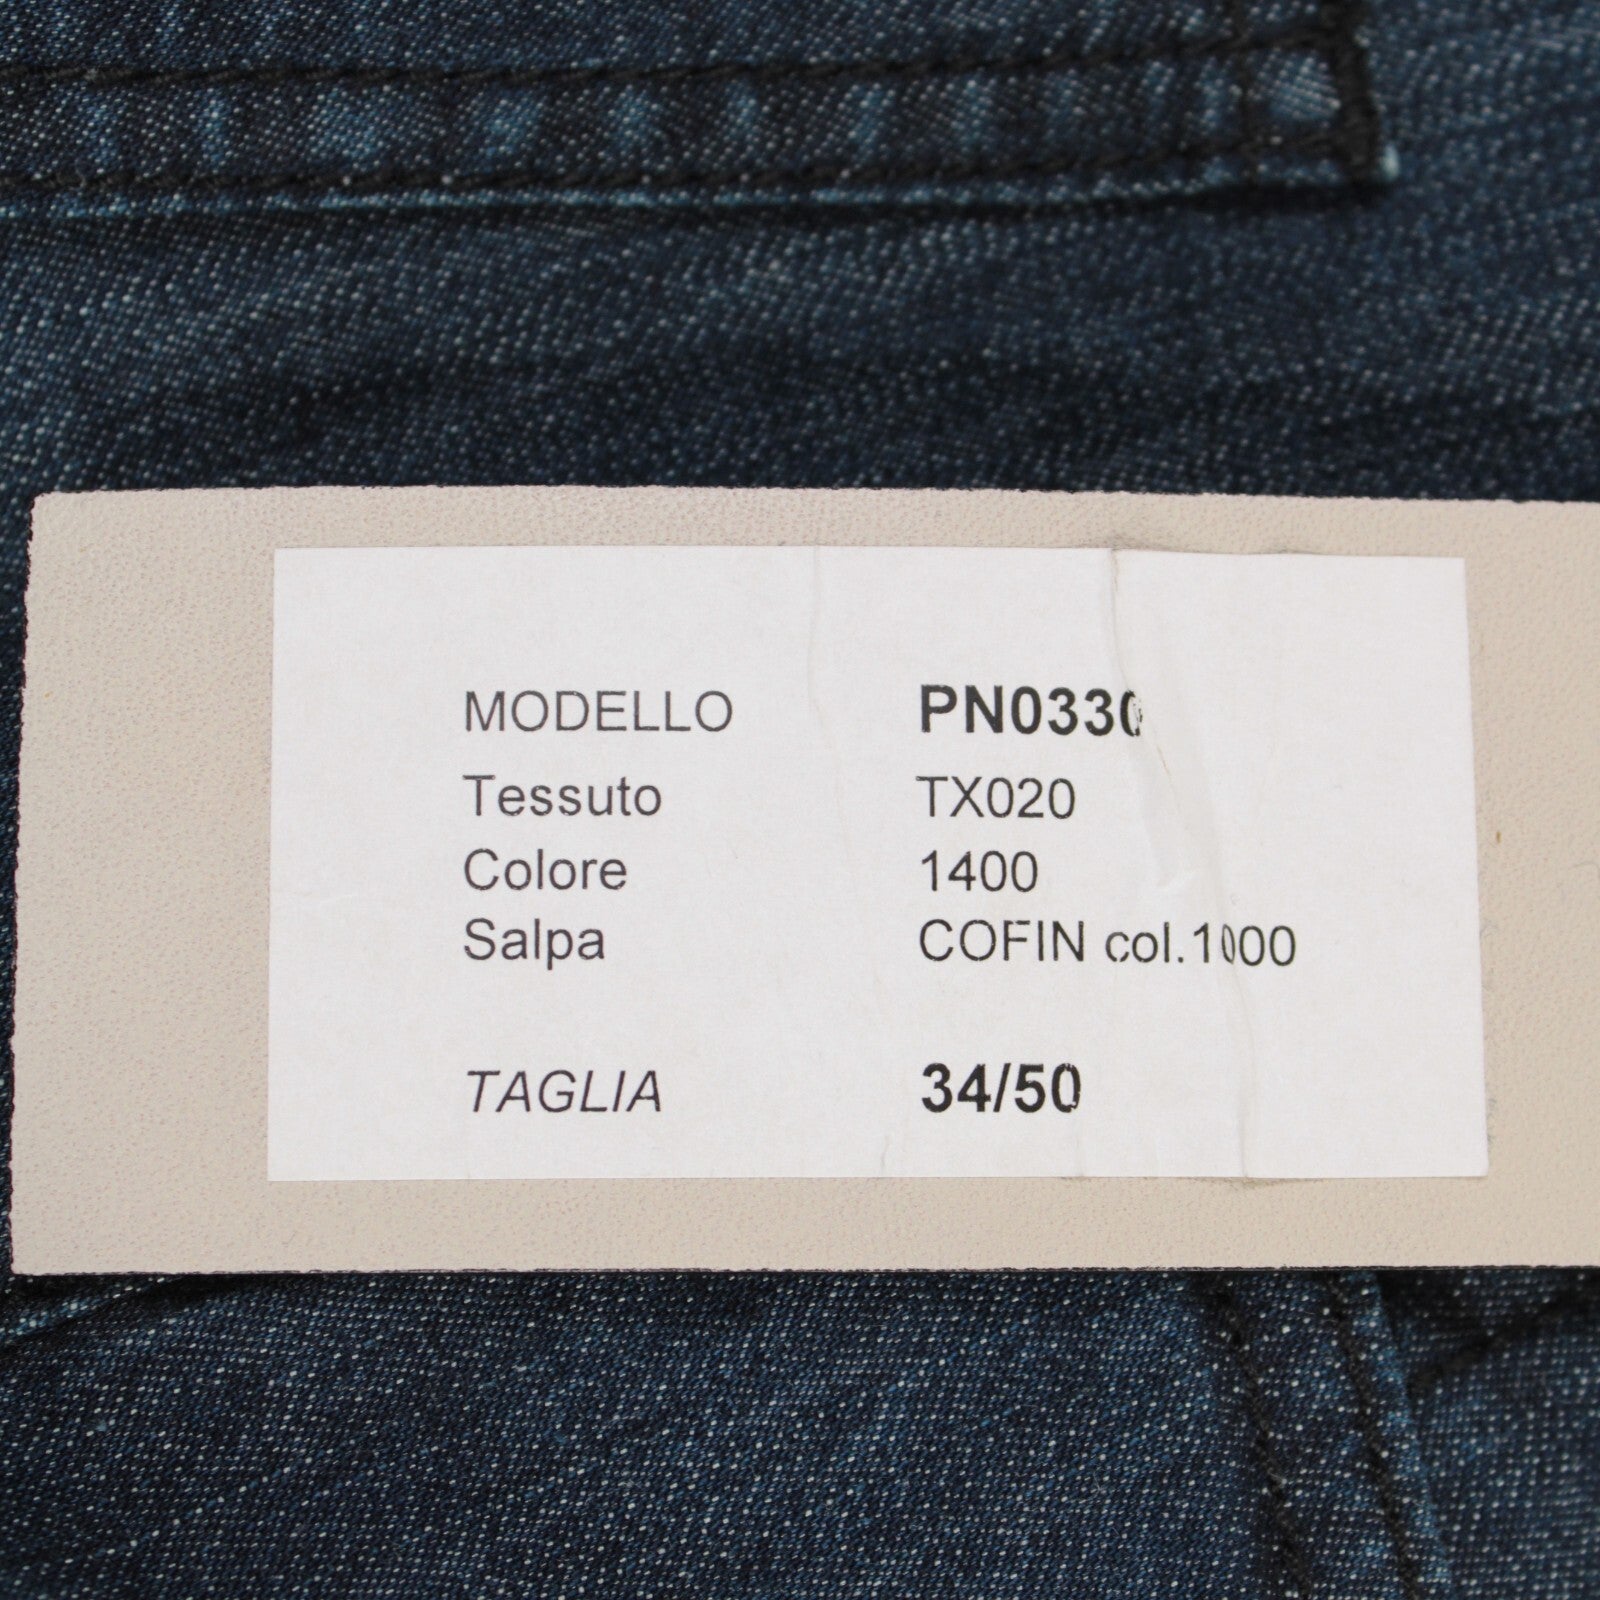 MODELLO PN0330
Tessuto TX020
Colore 1400
Salpa COFIN col.1000
TAGLIA 34/50